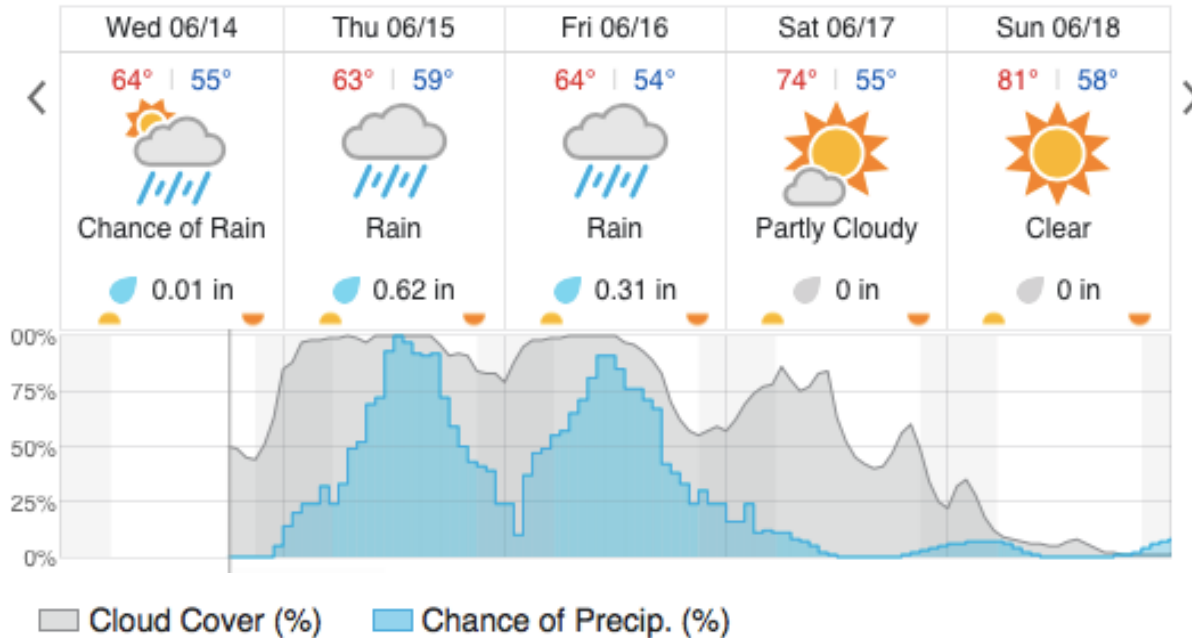 Wed 06/14 Thu 06/15 Fri 06/16 Sat 06/17 Sun 06/18
64° | 55° 63° | 59° 64° | 54° 74° | 55° 81° | 58°
Chance of Rain Rain Rain Partly Cloudy Clear
0.01 in 0.62 in 0.31 in 0 in 0 in
00%
75%
50%
25%
0%
Cloud Cover (%) Chance of Precip. (%)